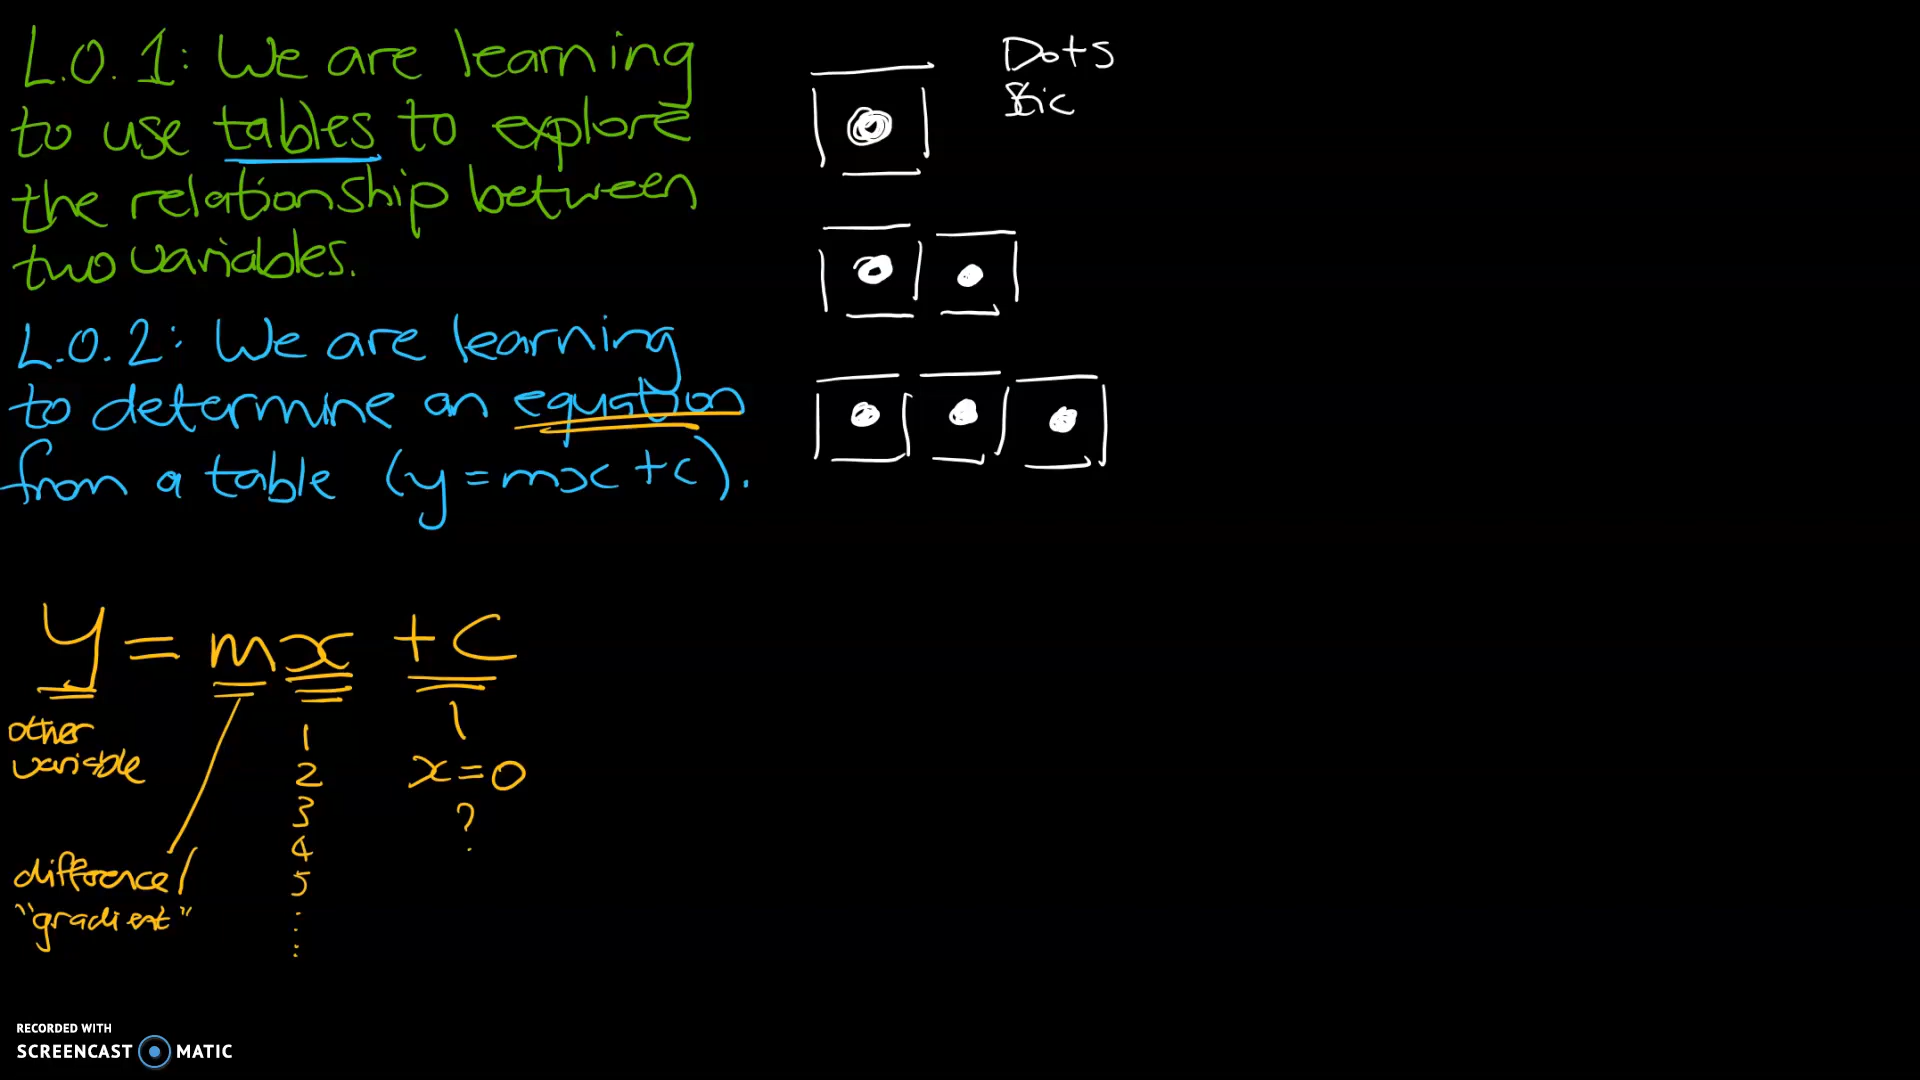 L.O. 1: We are learning
to use tables to explore
the relationship between
two variables.
L.O. 2: We are learning
to determine an equation
from a table (y=mx+c).
y = mx + c
other
variable
difference/
"gradient"
1
2
3
4
5
x=0
?
Dots
RECORDED WITH
SCREENCAST MATIC